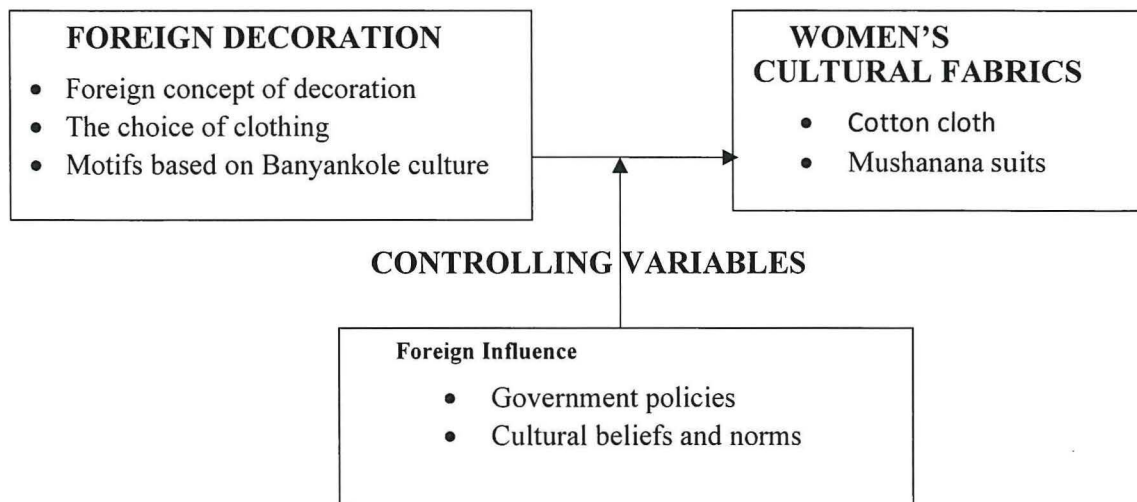 FOREIGN DECORATION
• Foreign concept of decoration
• The choice of clothing
• Motifs based on Banyankole culture
WOMEN’S
CULTURAL FABRICS
• Cotton cloth
• Mushanana suits
CONTROLLING VARIABLES
Foreign Influence
• Government policies
• Cultural beliefs and norms